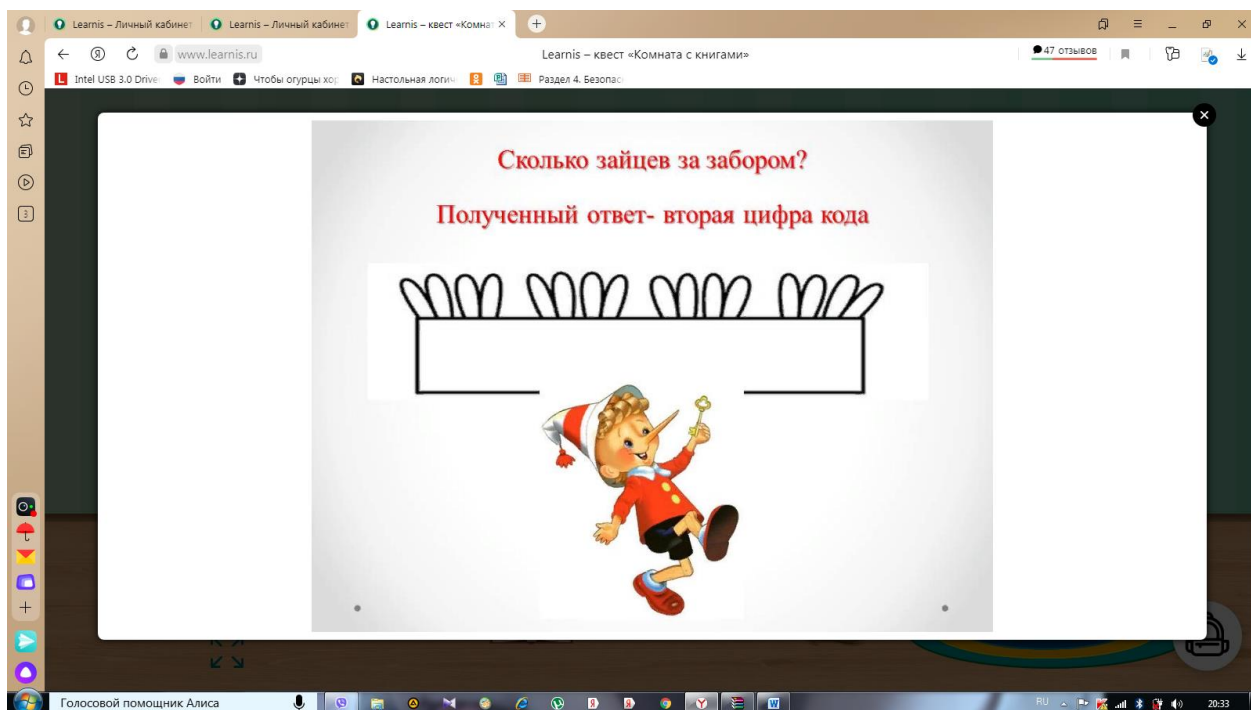 Learnis – Личный кабинет
Learnis – Личный кабинет
Learnis – квест «Комнат
www.learnis.ru
Learnis – квест «Комната с книгами»
47 отзывов
Intel USB 3.0 Drive
Войти
Чтобы огурцы хор
Настольная логич
Раздел 4. Безопас
3
Сколько зайцев за забором?
Полученный ответ- вторая цифра кода
Голосовой помощник Алиса
RU
20:33